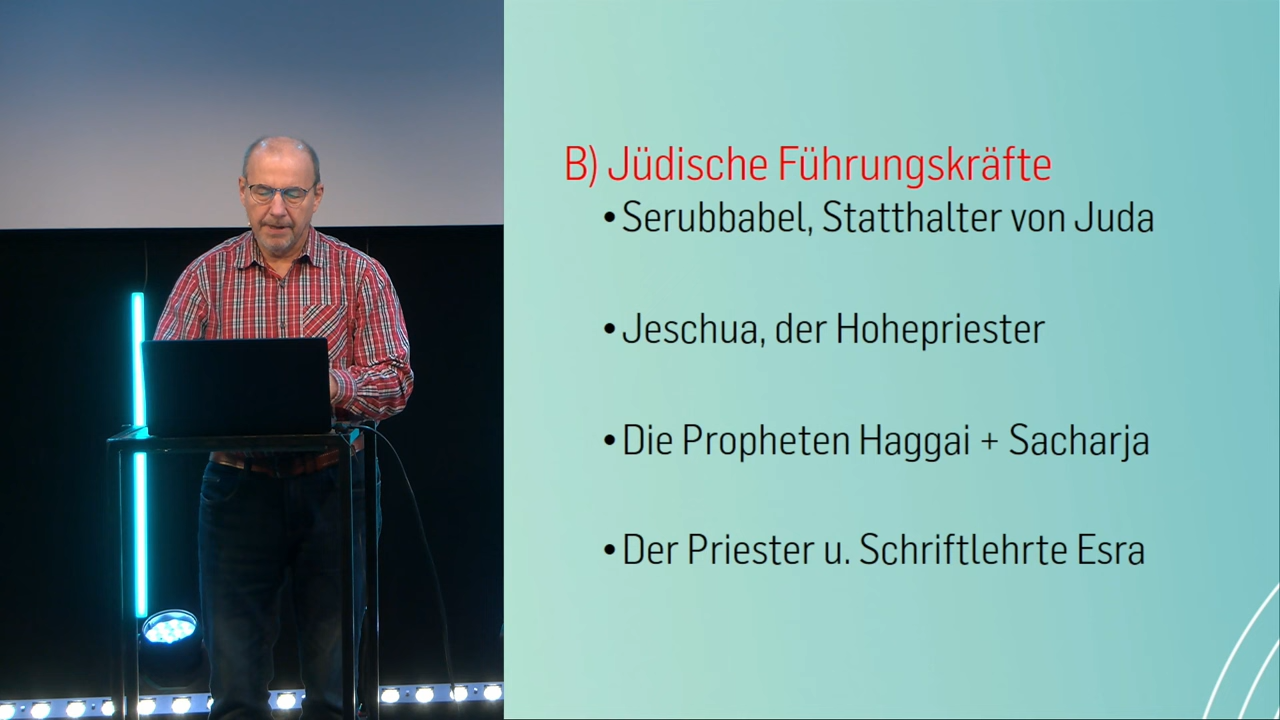 B) Jüdische Führungskräfte
• Serubbabel, Statthalter von Juda
• Jeschua, der Hohepriester
• Die Propheten Haggai + Sacharja
• Der Priester u. Schriftlehrte Esra